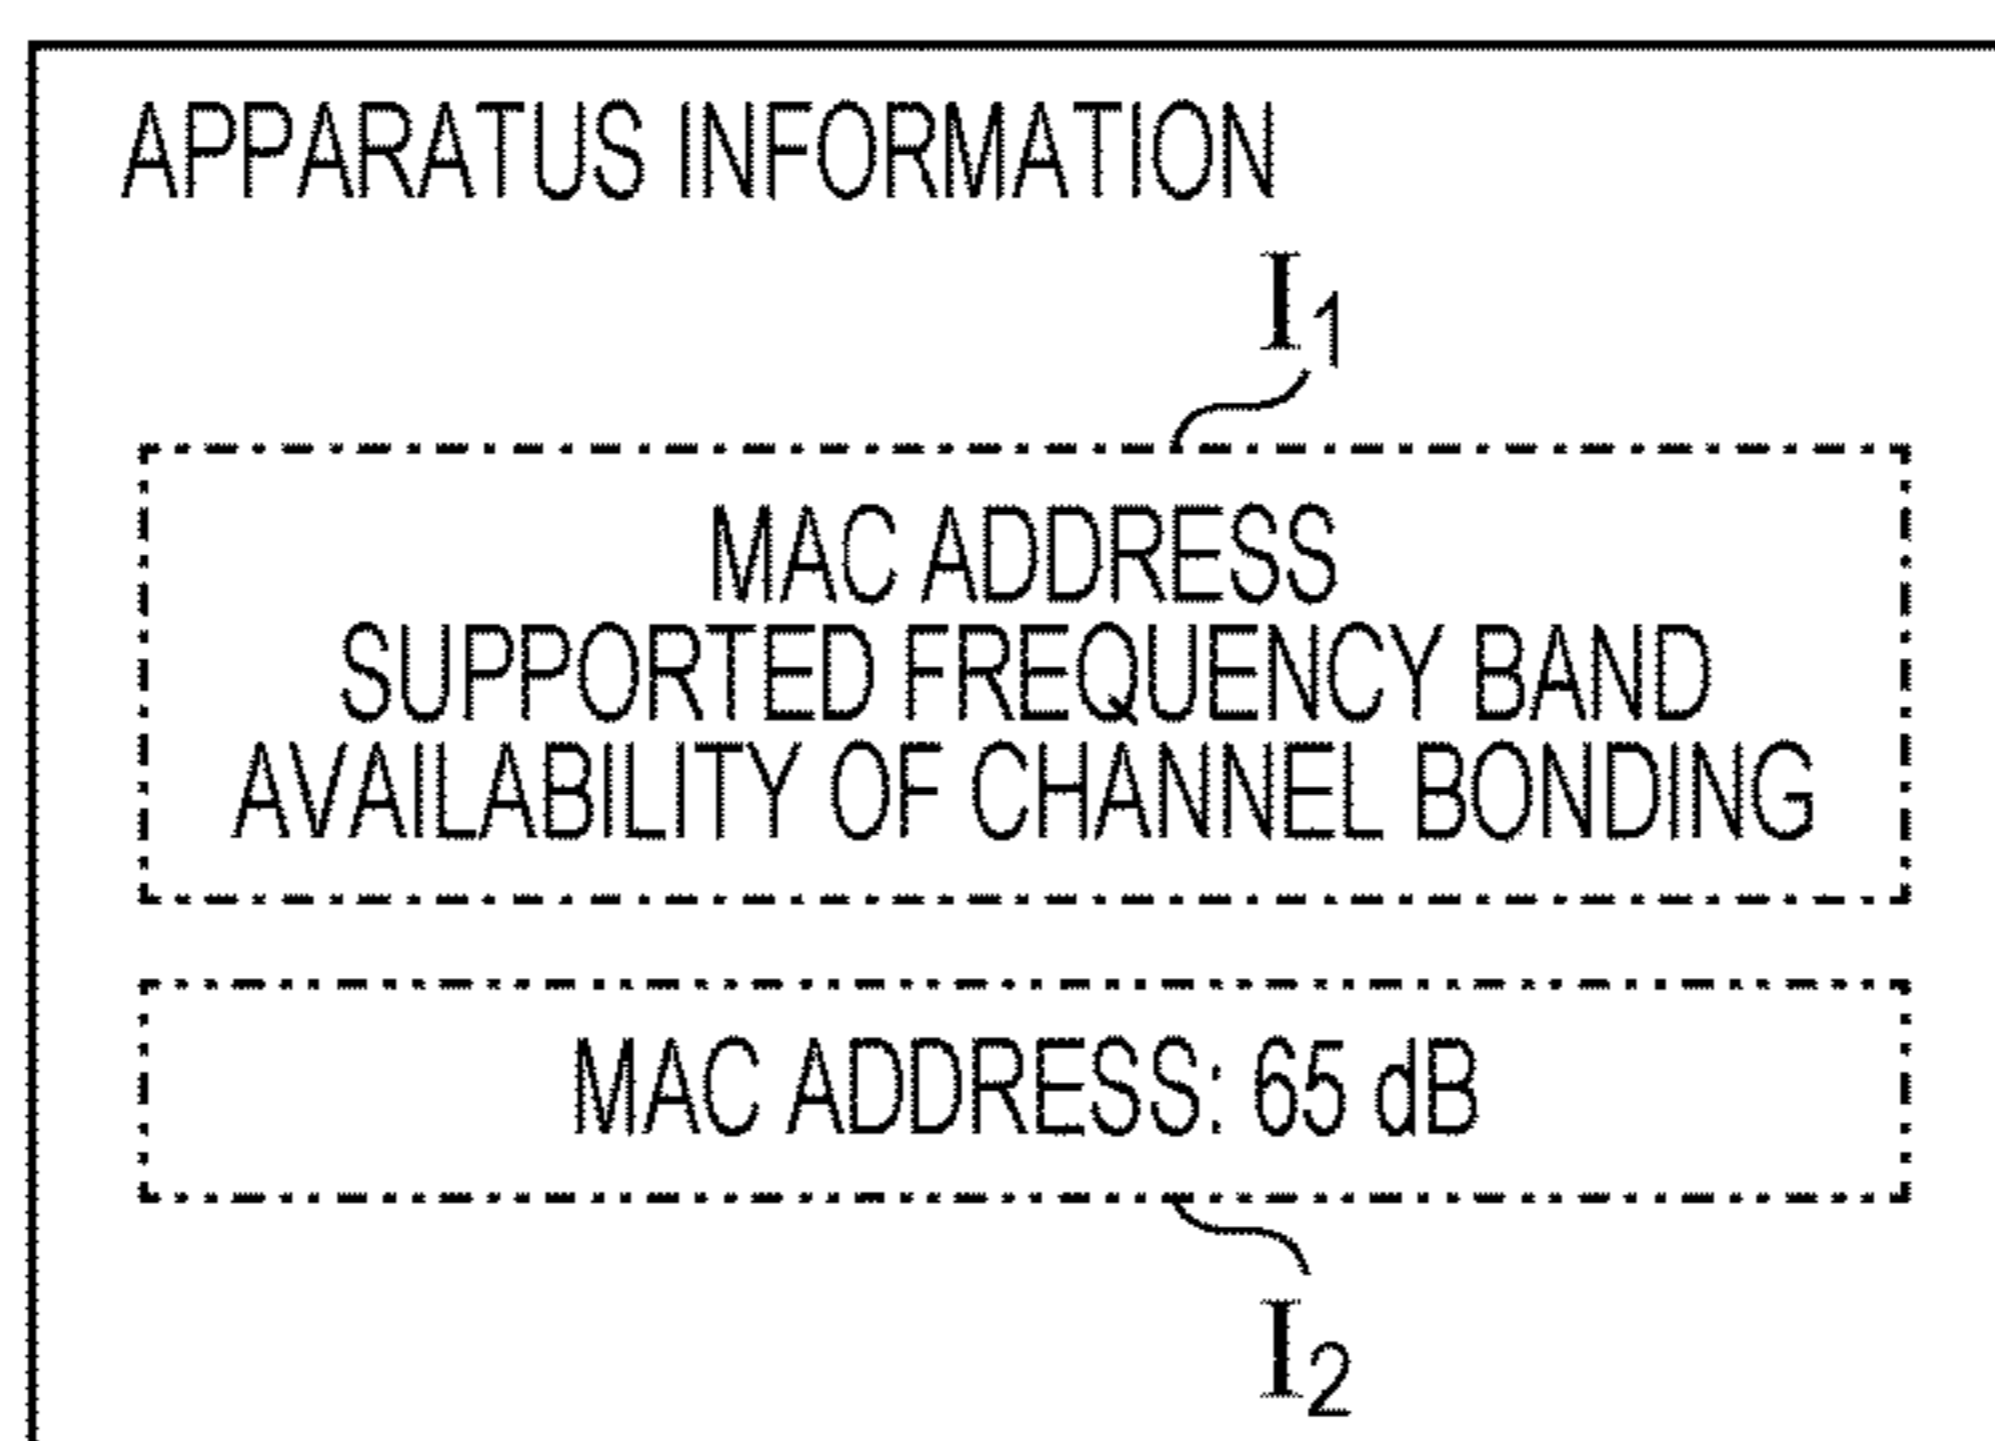 APPARATUS INFORMATION
I1
MAC ADDRESS
SUPPORTED FREQUENCY BAND
AVAILABILITY OF CHANNEL BONDING
MAC ADDRESS: 65 dB
I2